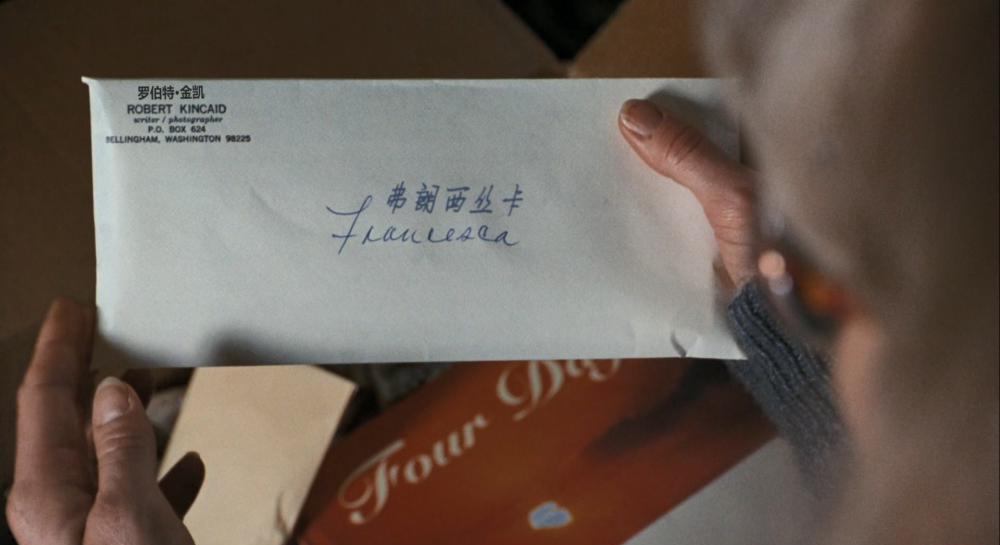 罗伯特·金凯
ROBERT KINCAID
writer / photographer
P.O. BOX 624
BELLINGHAM, WASHINGTON 98225
弗朗西丝卡
Francesca
Four